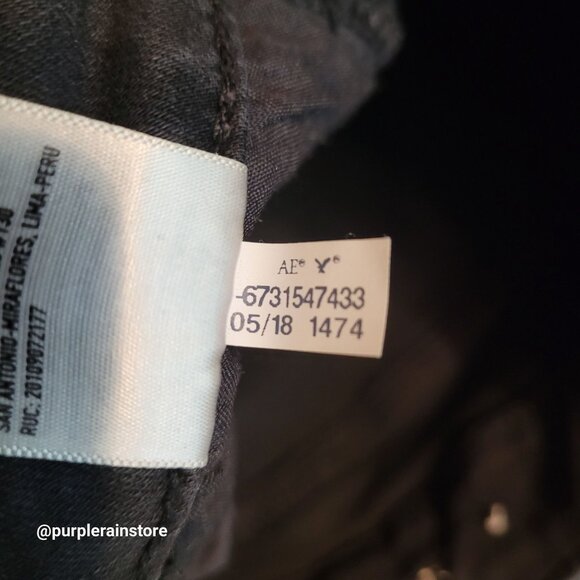 SAN ANTONIO-MIRAFLORES, LIMA-PERU
RUC: 20109072177
AE®
-6731547433
05/18 1474
@purplerainstore